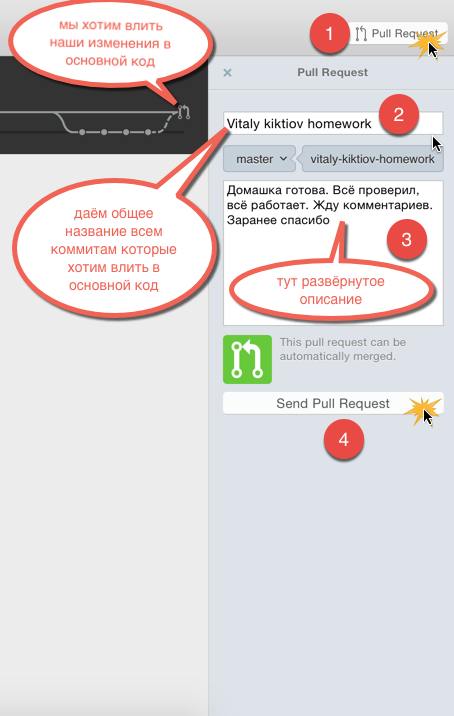 мы хотим влить
наши изменения в
основной код
1
Pull Request
Pull Request
Vitaly kiktiov homework
2
master
vitaly-kiktiov-homework
Домашка готова. Всё проверил,
всё работает. Жду комментариев.
Заранее спасибо
3
даём общее
название всем
коммитам которые
хотим влить в
основной код
тут развёрнутое
описание
This pull request can be
automatically merged.
Send Pull Request
4